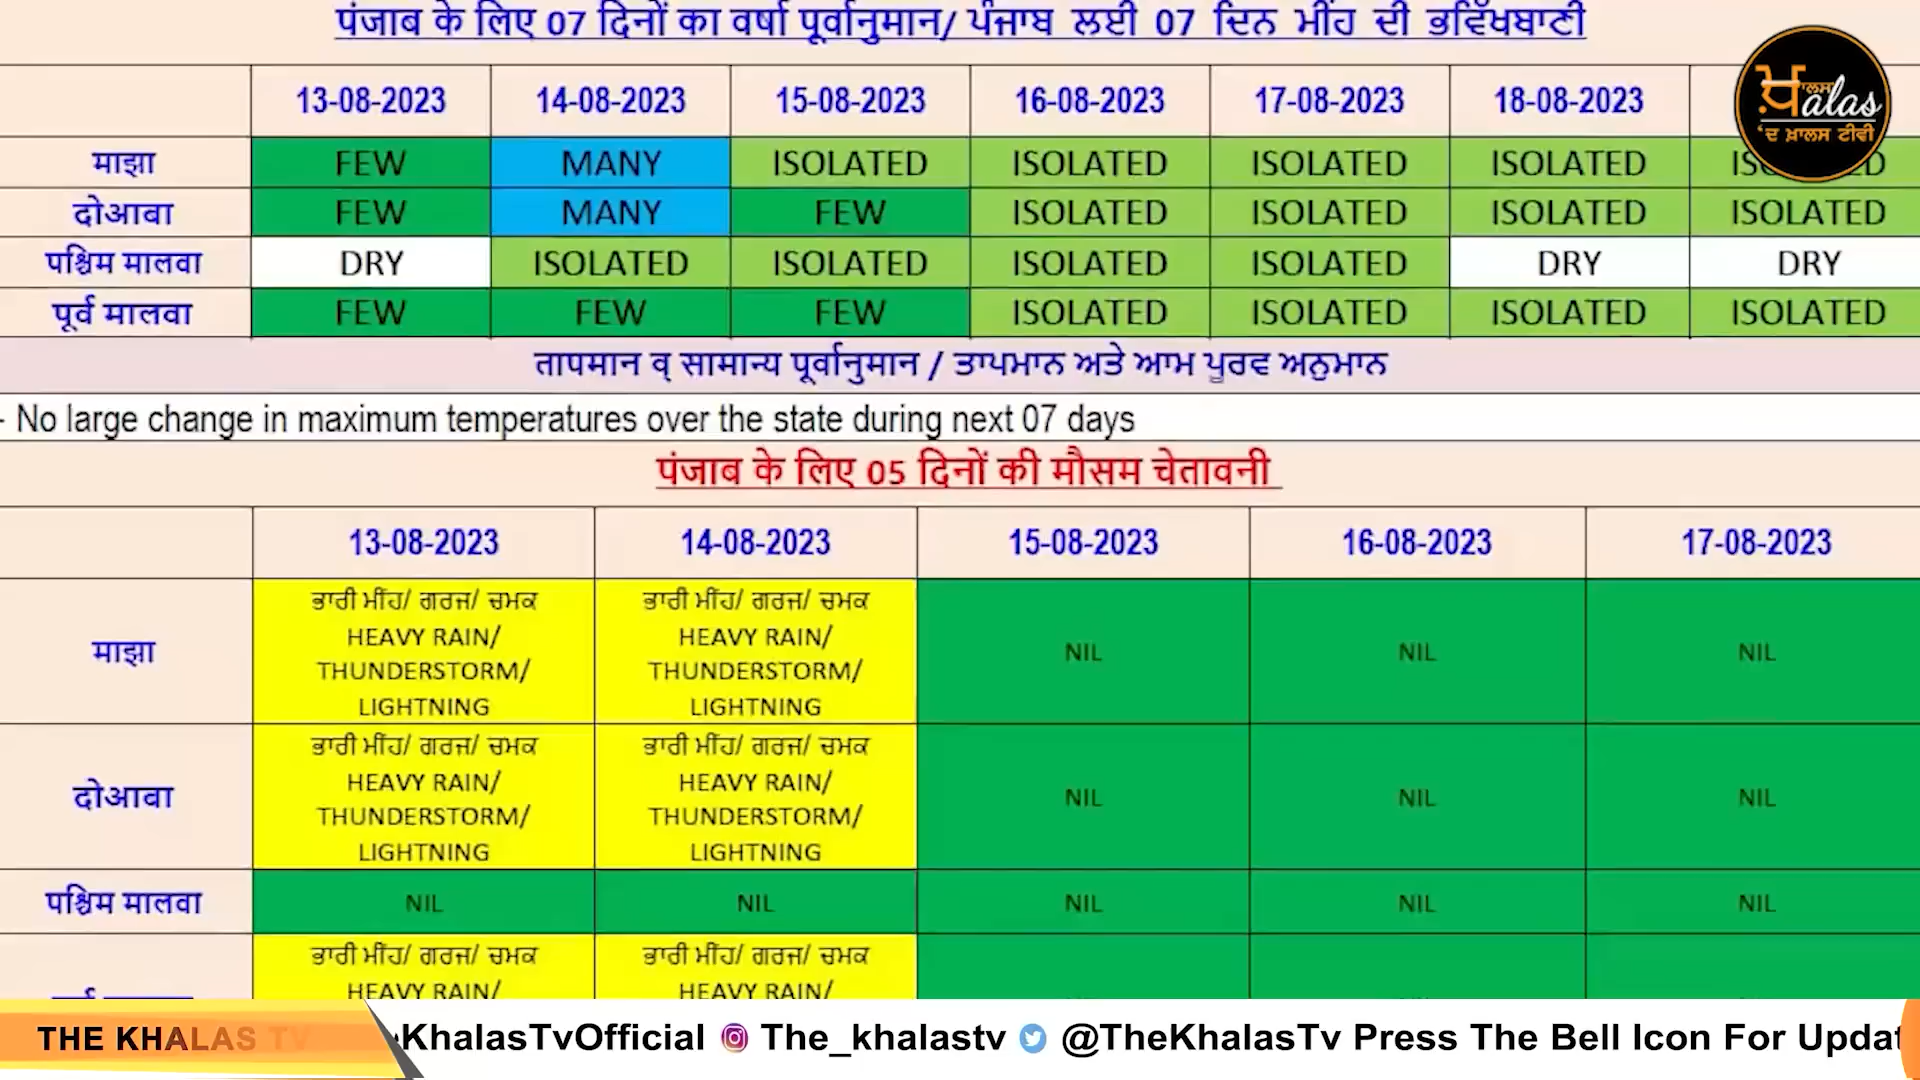 पंजाब के लिए 07 दिनों का वर्षा पूर्वानुमान/ ਪੰਜਾਬ ਲਈ 07 ਦਿਨ ਮੀਂਹ ਦੀ ਭਵਿੱਖਬਾਣੀ
13-08-2023 14-08-2023 15-08-2023 16-08-2023 17-08-2023 18-08-2023
ਖ਼ਾਲਸ alas
'ਦ ਖ਼ਾਲਸ ਟੀਵੀ
माझा FEW MANY ISOLATED ISOLATED ISOLATED ISOLATED
दोआबा FEW MANY FEW ISOLATED ISOLATED ISOLATED ISOLATED
पश्चिम मालवा DRY ISOLATED ISOLATED ISOLATED ISOLATED DRY DRY
पूर्व मालवा FEW FEW FEW ISOLATED ISOLATED ISOLATED ISOLATED
तापमान व् सामान्य पूर्वानुमान / ਤਾਪਮਾਨ ਅਤੇ ਆਮ ਪੂਰਵ ਅਨੁਮਾਨ
- No large change in maximum temperatures over the state during next 07 days
पंजाब के लिए 05 दिनों की मौसम चेतावनी
13-08-2023 14-08-2023 15-08-2023 16-08-2023 17-08-2023
ਭਾਰੀ ਮੀਂਹ/ ਗਰਜ/ ਚਮਕ ਭਾਰੀ ਮੀਂਹ/ ਗਰਜ/ ਚਮਕ
HEAVY RAIN/ HEAVY RAIN/
माझा THUNDERSTORM/ THUNDERSTORM/ NIL NIL NIL
LIGHTNING LIGHTNING
ਭਾਰੀ ਮੀਂਹ/ ਗਰਜ/ ਚਮਕ ਭਾਰੀ ਮੀਂਹ/ ਗਰਜ/ ਚਮਕ
HEAVY RAIN/ HEAVY RAIN/
दोआबा THUNDERSTORM/ THUNDERSTORM/ NIL NIL NIL
LIGHTNING LIGHTNING
पश्चिम मालवा NIL NIL NIL NIL NIL
ਭਾਰੀ ਮੀਂਹ/ ਗਰਜ/ ਚਮਕ ਭਾਰੀ ਮੀਂਹ/ ਗਰਜ/ ਚਮਕ
HEAVY RAIN/ HEAVY RAIN/
THE KHALAS TV eKhalasTvOfficial The_khalastv @TheKhalasTv Press The Bell Icon For Updat